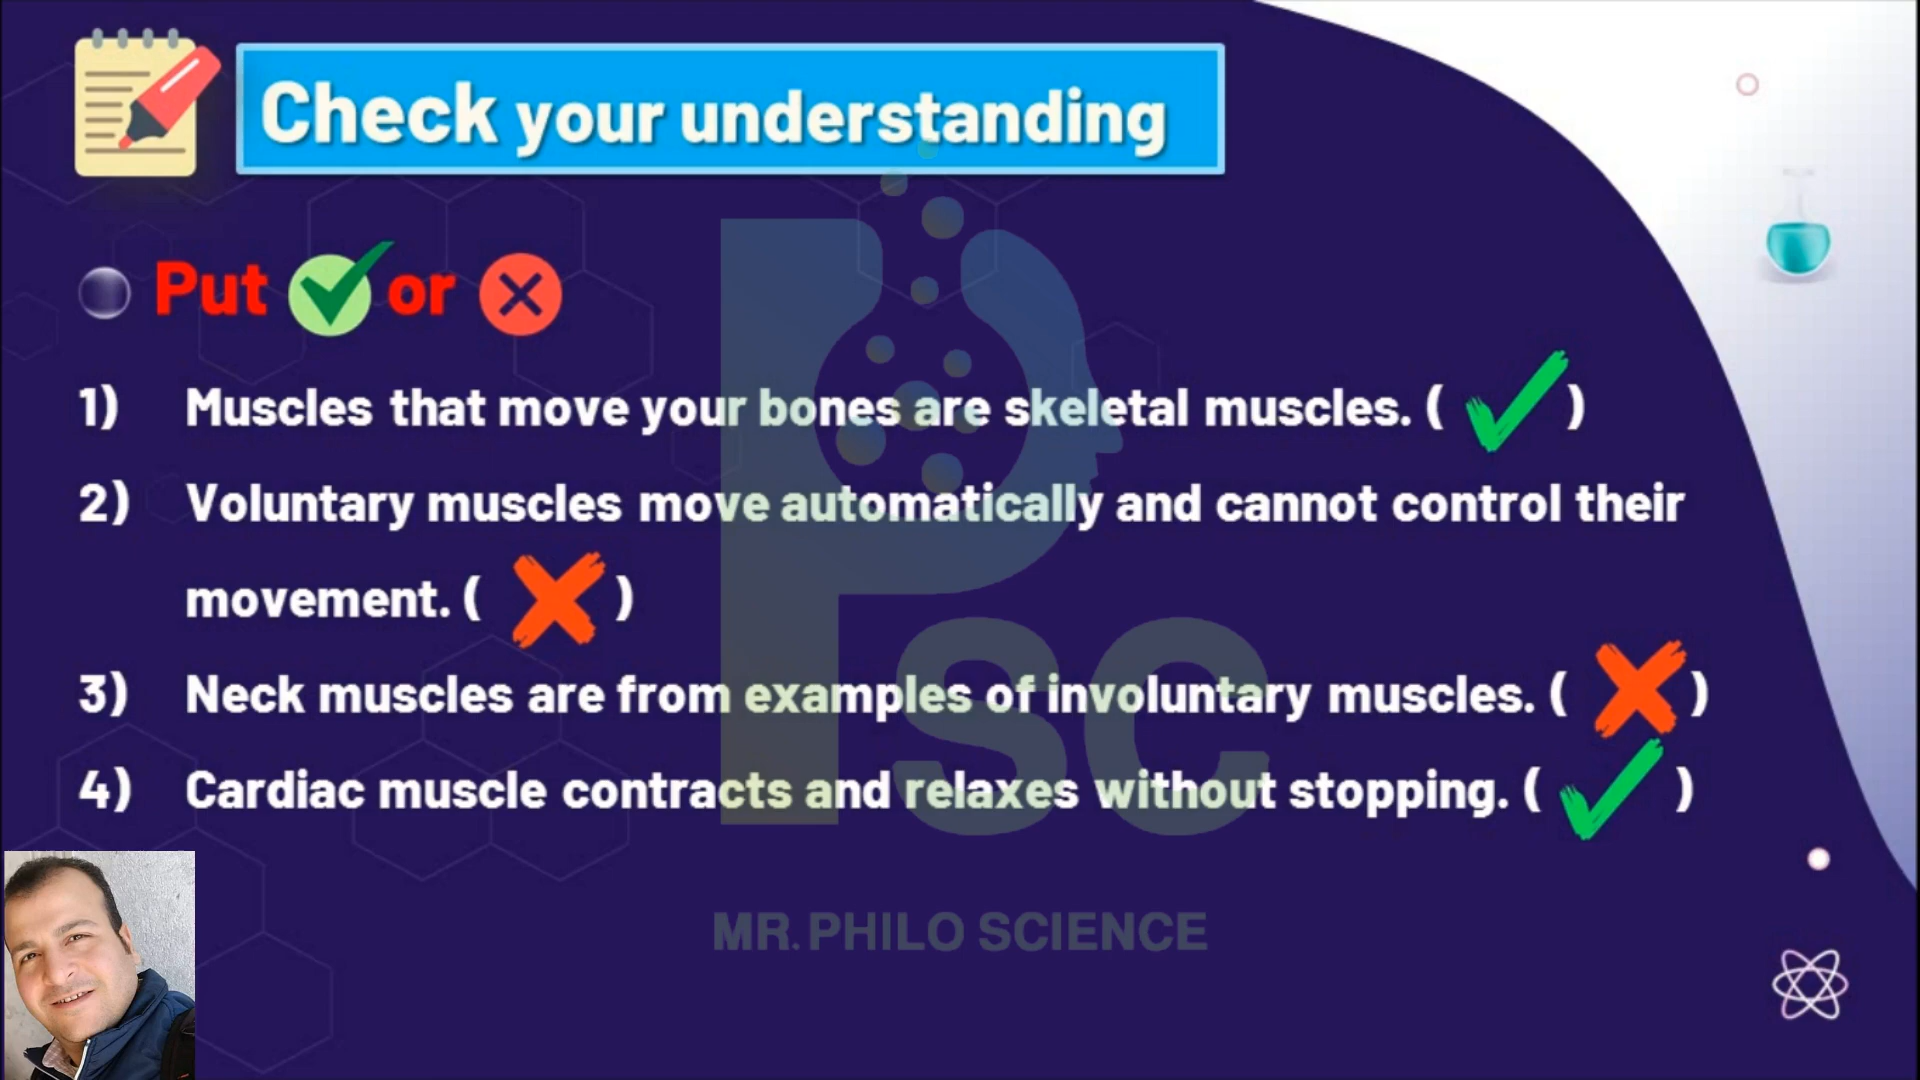 Check your understanding
Put ✓ or ✗
1) Muscles that move your bones are skeletal muscles. ( ✓ )
2) Voluntary muscles move automatically and cannot control their
movement. ( ✗ )
3) Neck muscles are from examples of involuntary muscles. ( ✗ )
4) Cardiac muscle contracts and relaxes without stopping. ( ✓ )
Psc
MR. PHILO SCIENCE